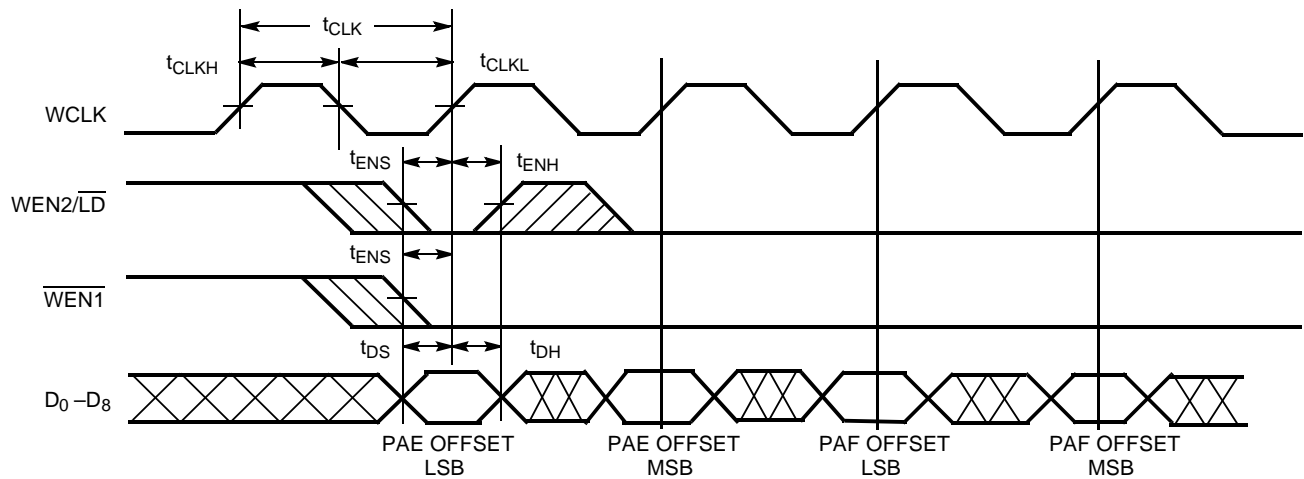 tCLK
tCLKH
tCLKL
WCLK
tENS
tENH
WEN2/LD
tENS
WEN1
tDS
tDH
D0 –D8
PAE OFFSET
LSB
PAE OFFSET
MSB
PAF OFFSET
LSB
PAF OFFSET
MSB